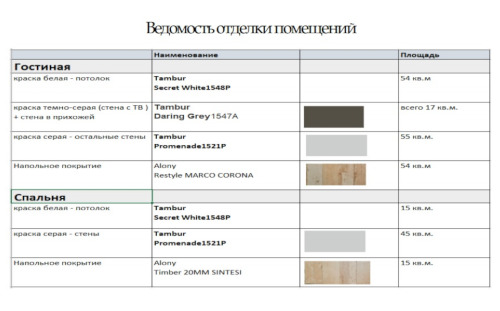 Ведомость отделки помещений
Наименование Площадь
Гостиная
краска белая - потолок Tambur 54 кв.м
Secret White1548P
краска темно-серая (стена с ТВ ) Tambur всего 17 кв.м.
+ стена в прихожей Daring Grey1547A
краска серая - остальные стены Tambur 55 кв.м.
Promenade1521P
Напольное покрытие Alony 54 кв.м
Restyle MARCO CORONA
Спальня
краска белая - потолок Tambur 15 кв.м.
Secret White1548P
краска серая - стены Tambur 45 кв.м.
Promenade1521P
Напольное покрытие Alony 15 кв.м.
Timber 20MM SINTESI